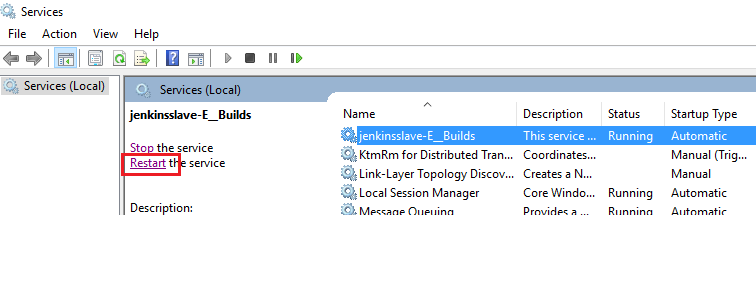 Services
File Action View Help
Services (Local)
Services (Local)
jenkinsslave-E__Builds
Stop the service
Restart the service
Description:
Name Description Status Startup Type
jenkinsslave-E__Builds This service ... Running Automatic
KtmRm for Distributed Tran... Coordinates... Manual (Trig...
Link-Layer Topology Discov... Creates a N... Manual
Local Session Manager Core Windo... Running Automatic
Message Queuing Provides a ... Running Automatic